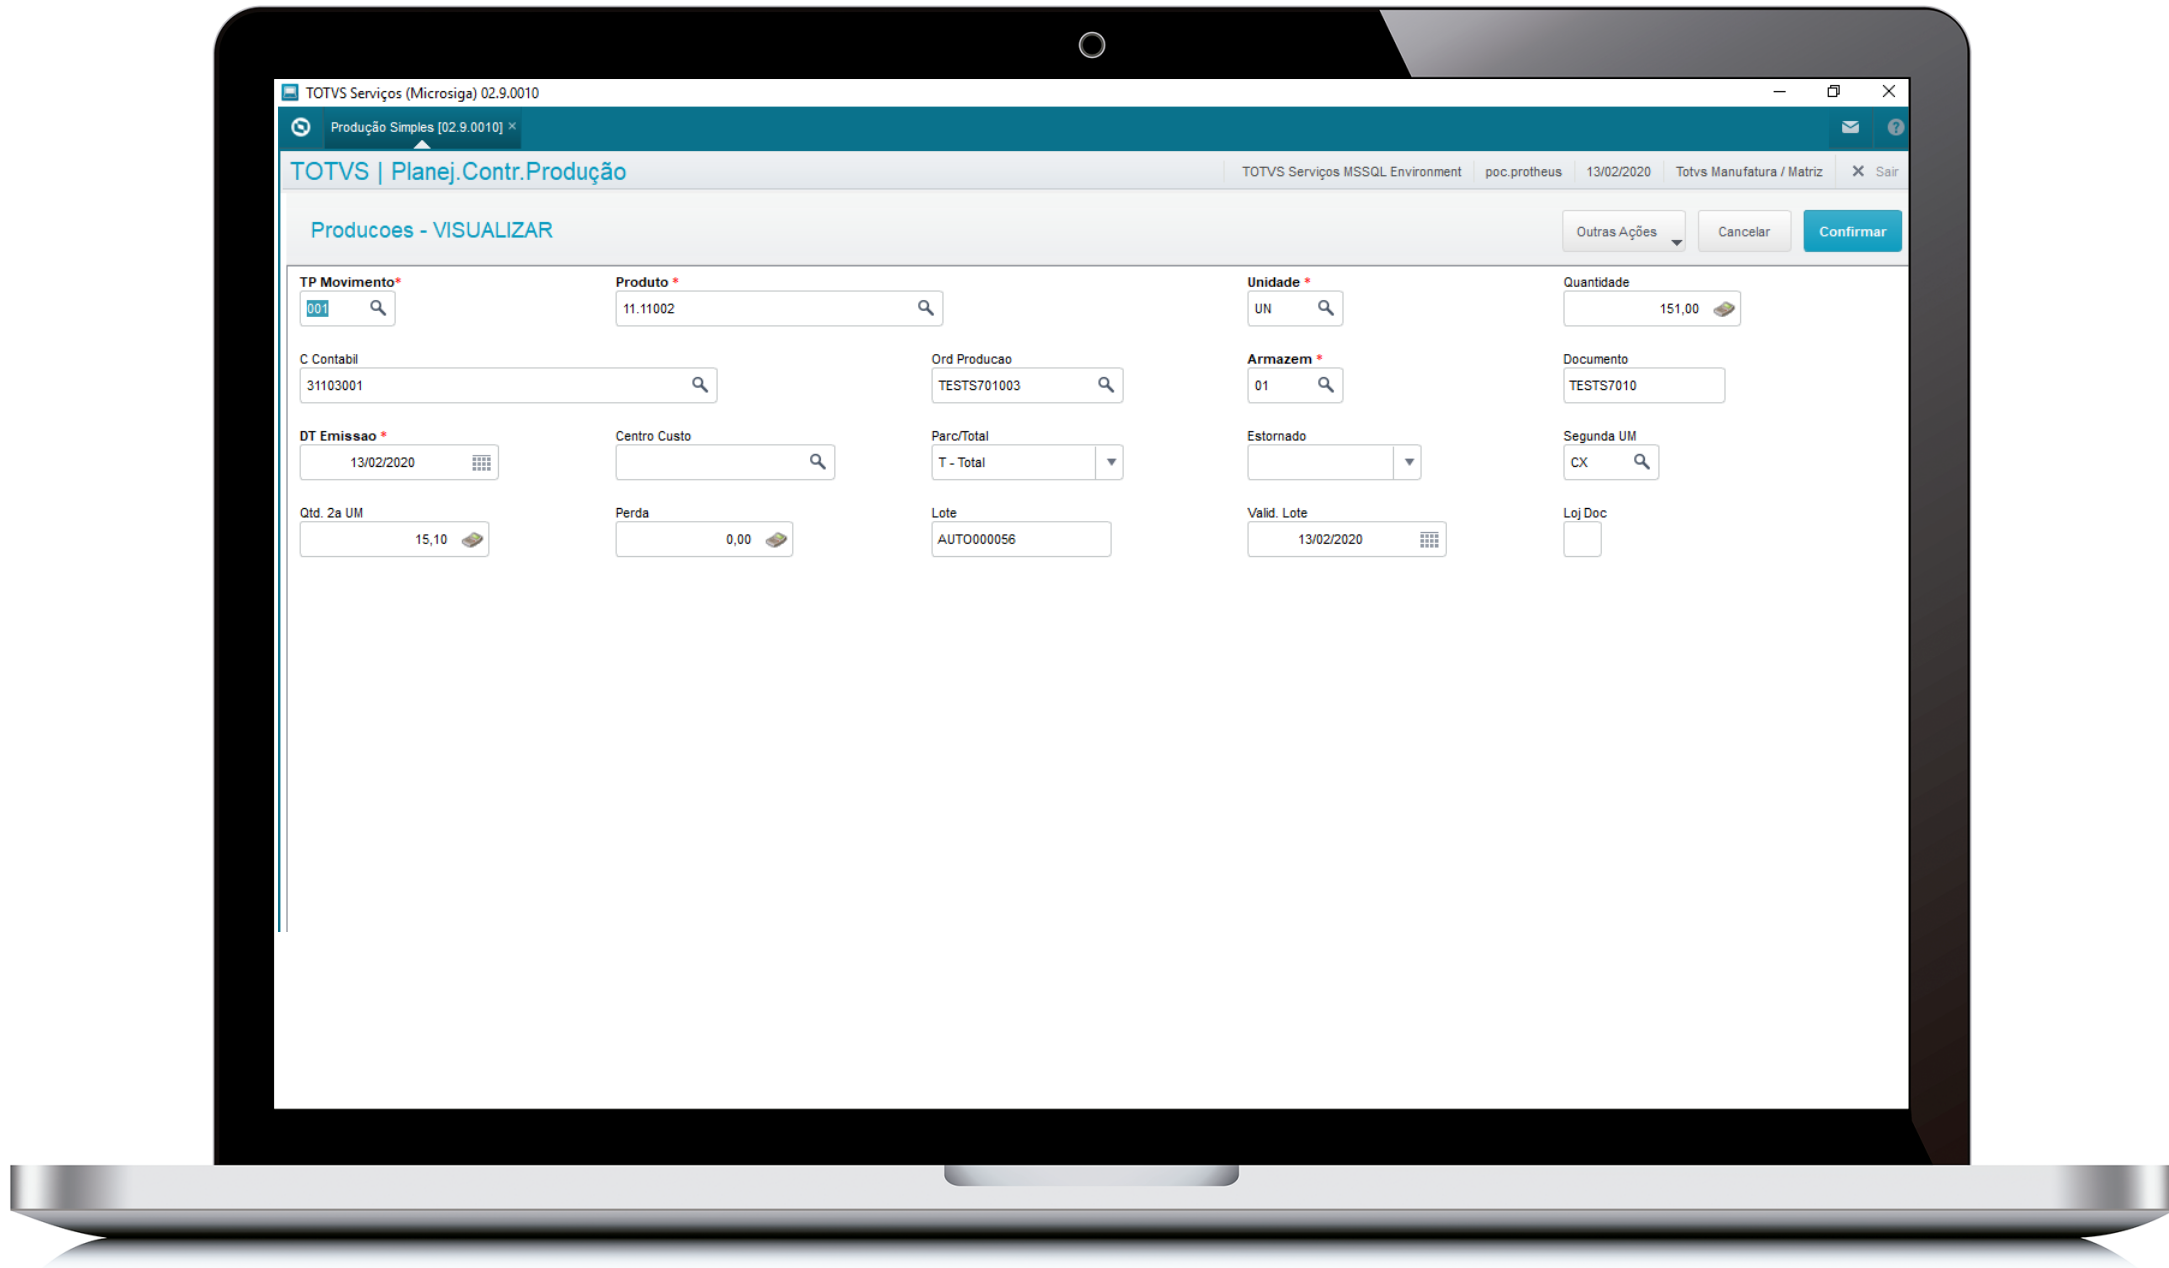 TOTVS Serviços (Microsiga) 02.9.0010
Produção Simples [02.9.0010] ×
TOTVS | Planej.Contr.Produção
TOTVS Serviços MSSQL Environment poc.protheus 13/02/2020 Totvs Manufatura / Matriz Sair
Producoes - VISUALIZAR
Outras Ações Cancelar Confirmar
TP Movimento* Produto * Unidade * Quantidade
001 11.11002 UN 151,00
C Contabil Ord Producao Armazem * Documento
31103001 TESTS701003 01 TESTS7010
DT Emissao * Centro Custo Parc/Total Estornado Segunda UM
13/02/2020 T - Total CX
Qtd. 2a UM Perda Lote Valid. Lote Loj Doc
15,10 0,00 AUTO000056 13/02/2020